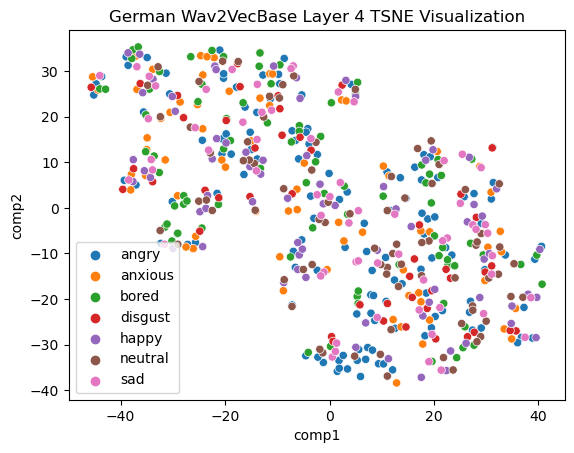 German Wav2VecBase Layer 4 TSNE Visualization
comp2
30
20
10
0
−10
−20
−30
−40
angry
anxious
bored
disgust
happy
neutral
sad
−40
−20
0
20
40
comp1